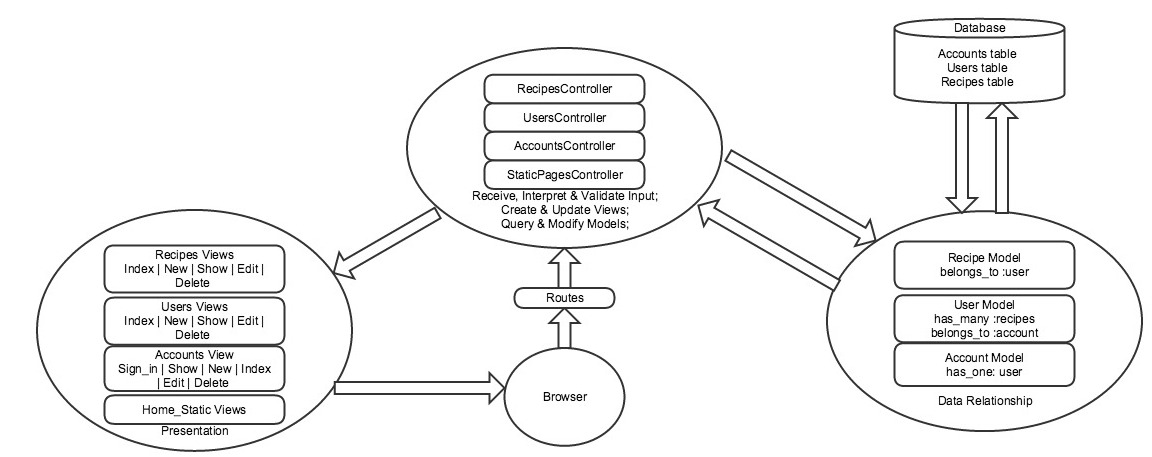 Database
Accounts table
Users table
Recipes table
RecipesController
UsersController
AccountsController
StaticPagesController
Receive, Interpret & Validate Input;
Create & Update Views;
Query & Modify Models;
Recipes Views
Index | New | Show | Edit |
Delete
Users Views
Index | New | Show | Edit |
Delete
Accounts View
Sign_in | Show | New | Index
| Edit | Delete
Home_Static Views
Presentation
Routes
Browser
Recipe Model
belongs_to :user
User Model
has_many :recipes
belongs_to :account
Account Model
has_one: user
Data Relationship